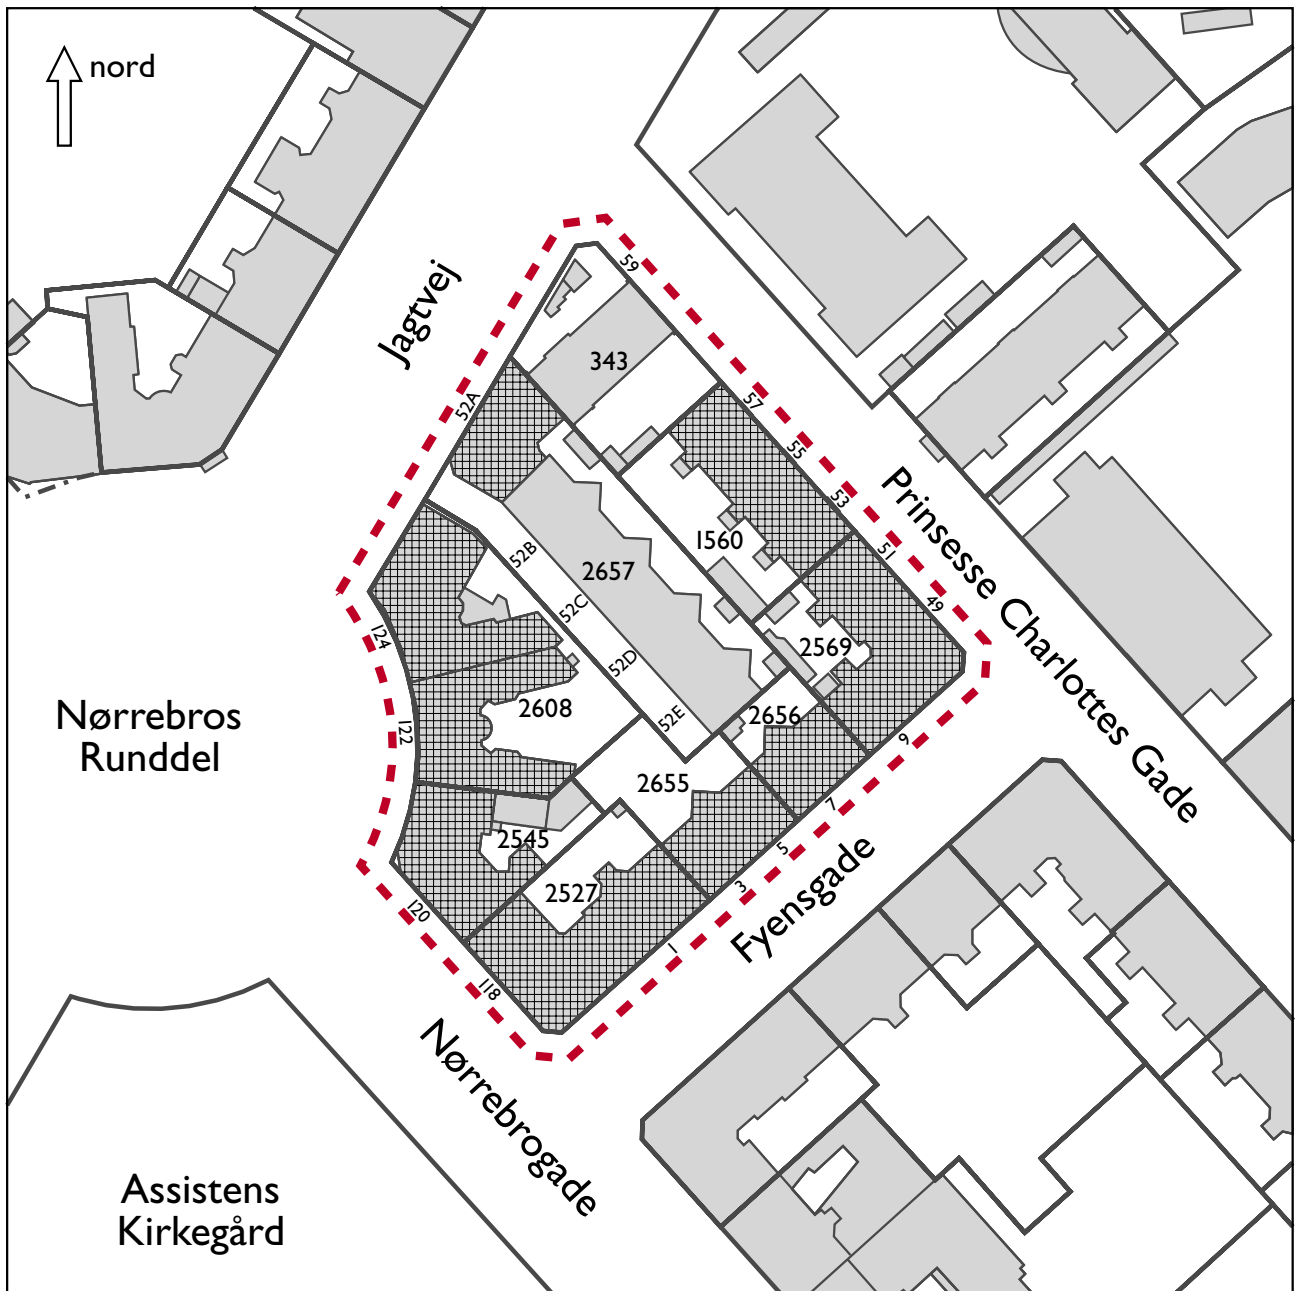 nord
Jagtvej
59
343
52A
57
55
53
Prinsesse Charlottes Gade
51
49
1560
52B
2657
52C
124
2569
52D
2608
52E
2656
Nørrebros
Runddel
122
9
2655
7
2545
5
2527
3
Fyensgade
120
1
118
Nørrebrogade
Assistens
Kirkegård